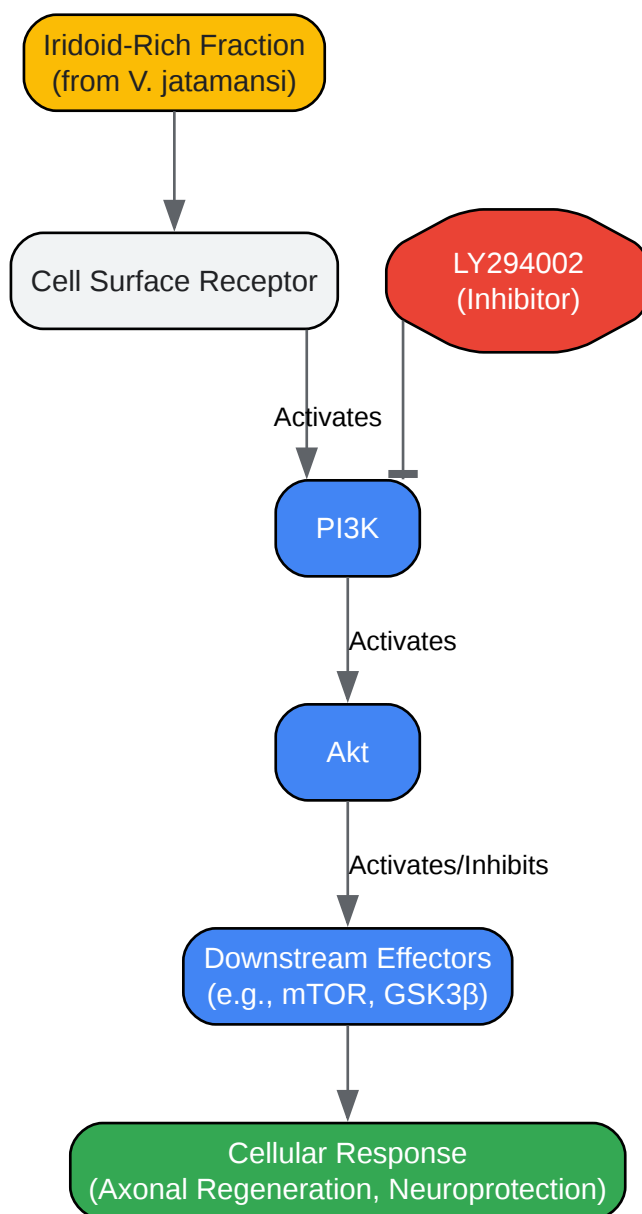 Iridoid-Rich Fraction
(from V. jatamansi)
Cell Surface Receptor
LY294002
(Inhibitor)
Activates
PI3K
Activates
Akt
Activates/Inhibits
Downstream Effectors
(e.g., mTOR, GSK3β)
Cellular Response
(Axonal Regeneration, Neuroprotection)